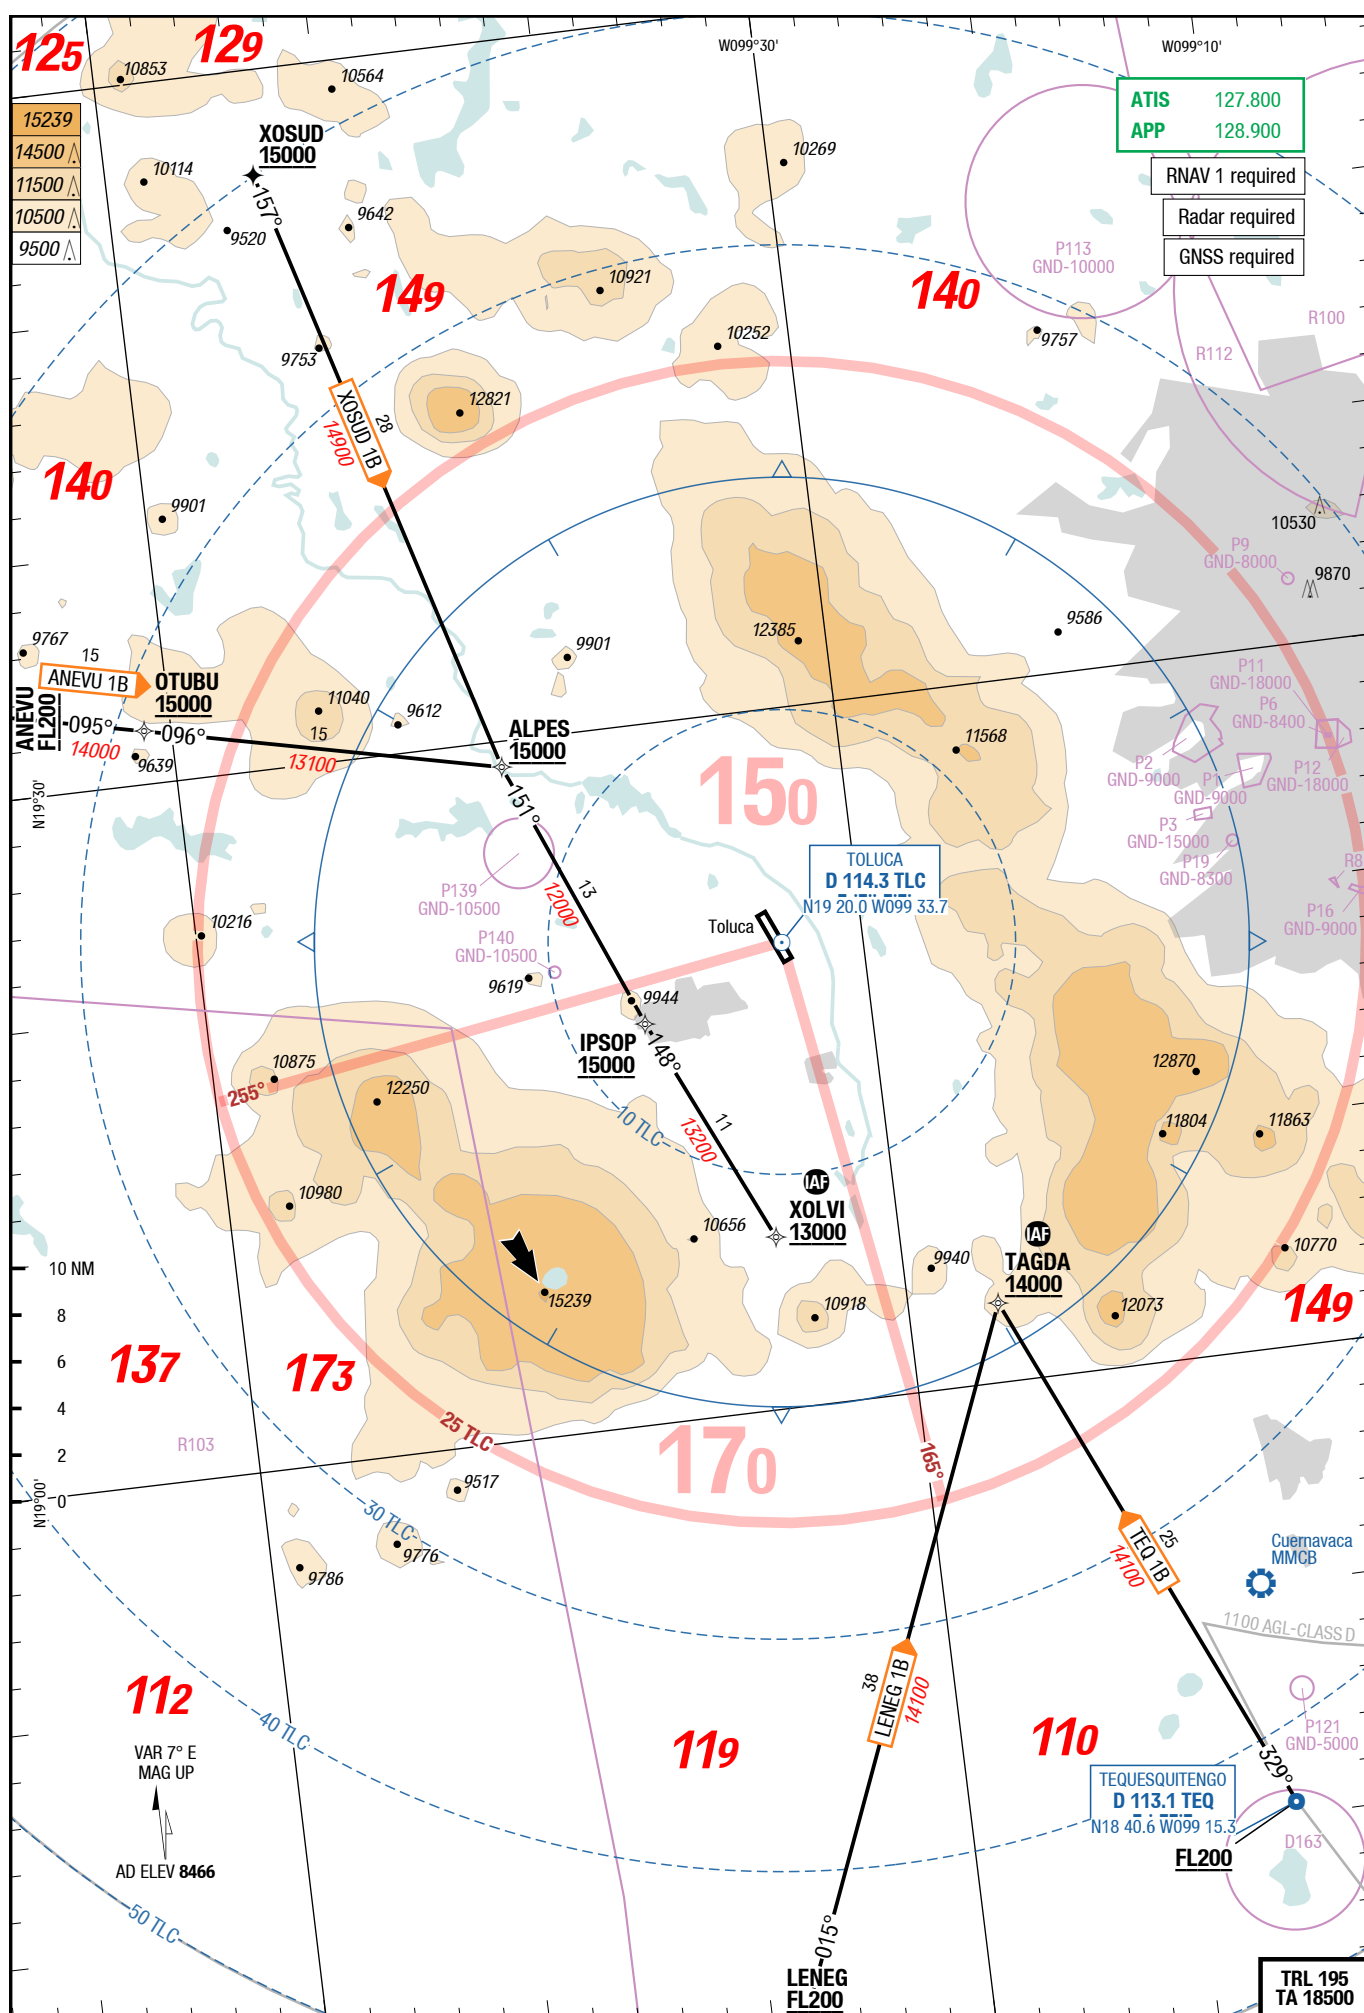 125
129
W099°30'
W099°10'
10853
10564
ATIS 127.800
APP 128.900
15239
14500
11500
10500
9500
XOSUD
15000
10269
RNAV 1 required
10114
157°
Radar required
9520
9642
P113
GND-10000
GNSS required
149
10921
140
R100
10252
9757
R112
9753
12821
XOSUD 1B
28
14900
140
9901
10530
P9
GND-8000
9870
12385
9586
9767
9901
15
ANEVU 1B
OTUBU
15000
P11
GND-18000
ANEVU
FL200
095°
14000
096°
11040
15
13100
9612
ALPES
15000
P6
GND-8400
9639
11568
P2
GND-9000
P1
GND-9000
P12
GND-18000
N19°30'
150
151°
P3
GND-15000
P19
GND-8300
R8
TOLUCA
D 114.3 TLC
N19 20.0 W099 33.7
P139
GND-10500
13
12000
P16
GND-9000
10216
Toluca
P140
GND-10500
9619
9944
IPSOP
15000
148°
10875
255°
12250
12870
10 TLC
11
13200
11804
11863
IAF
XOLVI
13000
10980
10656
IAF
TAGDA
14000
10770
9940
10 NM
8
6
4
2
0
15239
10918
12073
149
137
173
25 TLC
170
165°
R103
9517
N19°00'
30 TLC
9776
9786
TEQ 1B
25
14100
Cuernavaca
MMCB
1100 AGL-CLASS D
112
40 TLC
38
LENEG 1B
14100
119
110
P121
GND-5000
VAR 7° E
MAG UP
329°
TEQUESQUITENGO
D 113.1 TEQ
N18 40.6 W099 15.3
D163
FL200
AD ELEV 8466
50 TLC
015°
LENEG
FL200
TRL 195
TA 18500